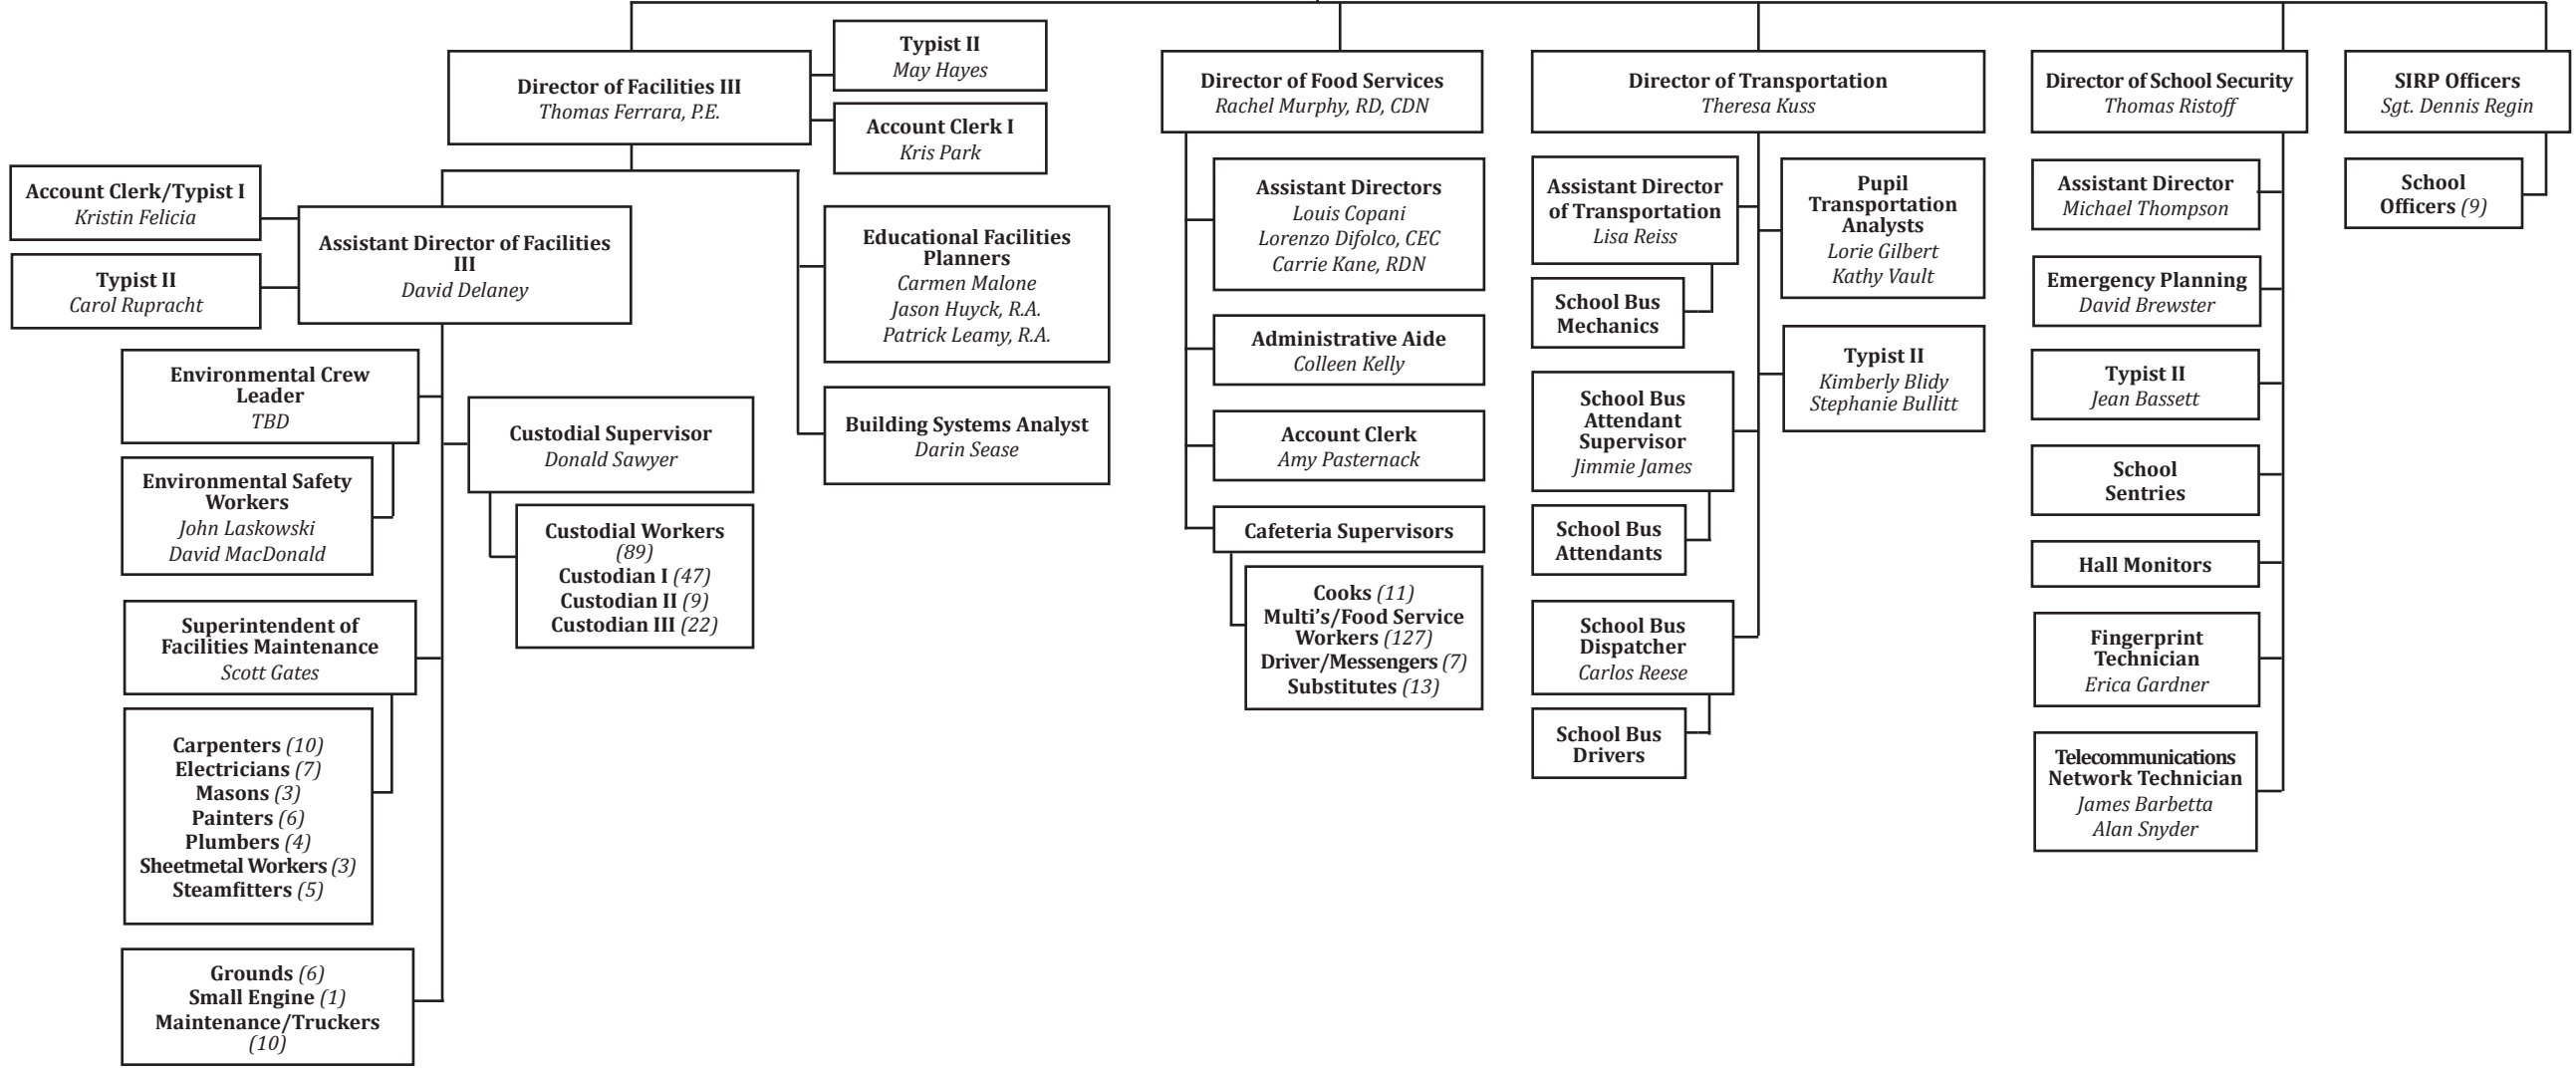 Typist II
May Hayes
Director of Facilities III
Thomas Ferrara, P.E.
Account Clerk I
Kris Park
Account Clerk/Typist I
Kristin Felicia
Typist II
Carol Rupracht
Assistant Director of Facilities
III
David Delaney
Educational Facilities
Planners
Carmen Malone
Jason Huyck, R.A.
Patrick Leamy, R.A.
Building Systems Analyst
Darin Sease
Environmental Crew
Leader
TBD
Environmental Safety
Workers
John Laskowski
David MacDonald
Custodial Supervisor
Donald Sawyer
Custodial Workers
(89)
Custodian I (47)
Custodian II (9)
Custodian III (22)
Superintendent of
Facilities Maintenance
Scott Gates
Carpenters (10)
Electricians (7)
Masons (3)
Painters (6)
Plumbers (4)
Sheetmetal Workers (3)
Steamfitters (5)
Grounds (6)
Small Engine (1)
Maintenance/Truckers
(10)
Director of Food Services
Rachel Murphy, RD, CDN
Assistant Directors
Louis Copani
Lorenzo Difolco, CEC
Carrie Kane, RDN
Administrative Aide
Colleen Kelly
Account Clerk
Amy Pasternack
Cafeteria Supervisors
Cooks (11)
Multi's/Food Service
Workers (127)
Driver/Messengers (7)
Substitutes (13)
Director of Transportation
Theresa Kuss
Assistant Director
of Transportation
Lisa Reiss
School Bus
Mechanics
School Bus
Attendant
Supervisor
Jimmie James
School Bus
Attendants
School Bus
Dispatcher
Carlos Reese
School Bus
Drivers
Pupil
Transportation
Analysts
Lorie Gilbert
Kathy Vault
Typist II
Kimberly Blidy
Stephanie Bullitt
Director of School Security
Thomas Ristoff
Assistant Director
Michael Thompson
Emergency Planning
David Brewster
Typist II
Jean Bassett
School
Sentries
Hall Monitors
Fingerprint
Technician
Erica Gardner
Telecommunications
Network Technician
James Barbetta
Alan Snyder
SIRP Officers
Sgt. Dennis Regin
School
Officers (9)